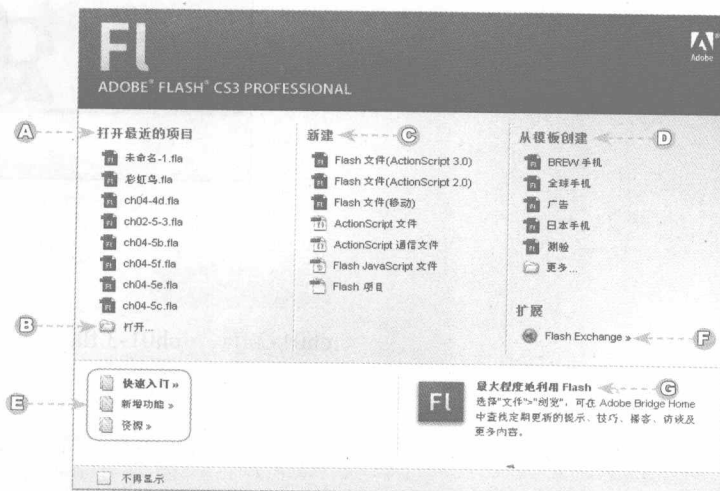 Fl
Adobe
ADOBE® FLASH® CS3 PROFESSIONAL
A
打开最近的项目
未命名-1.fla
彩虹鸟.fla
ch04-4d.fla
ch02-5-3.fla
ch04-5b.fla
ch04-5f.fla
ch04-5e.fla
ch04-5c.fla
B
打开...
新建
C
Flash 文件(ActionScript 3.0)
Flash 文件(ActionScript 2.0)
Flash 文件(移动)
ActionScript 文件
ActionScript 通信文件
Flash JavaScript 文件
Flash 项目
从模板创建
D
BREW 手机
全球手机
广告
日本手机
测验
更多...
扩展
Flash Exchange »
F
E
快速入门 »
新增功能 »
资源 »
FL
最大程度地利用 Flash
G
选择"文件">"浏览"，可在 Adobe Bridge Home
中查找定期更新的提示、技巧、播客、访谈及
更多内容。
不再显示